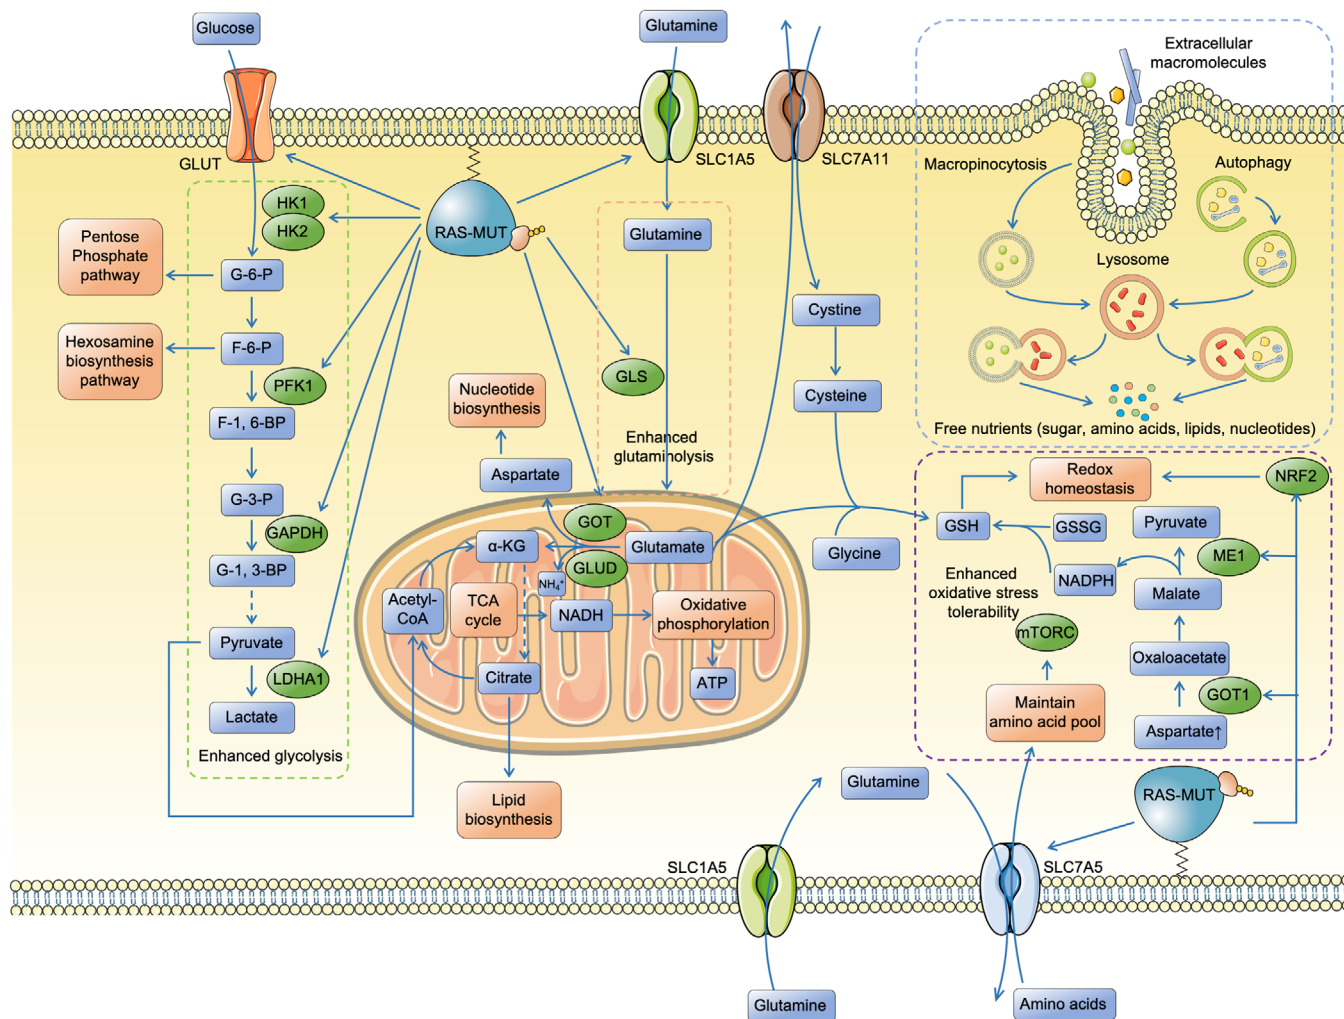 Glucose
GLUT
HK1
HK2
Pentose
Phosphate
pathway
G-6-P
Hexosamine
biosynthesis
pathway
F-6-P
PFK1
F-1, 6-BP
G-3-P
GAPDH
G-1, 3-BP
Pyruvate
LDHA1
Lactate
Enhanced glycolysis
RAS-MUT
Glutamine
SLC1A5
SLC7A11
Glutamine
GLS
Enhanced
glutaminolysis
Nucleotide
biosynthesis
Aspartate
GOT
α-KG
Glutamate
GLUD
NH₄⁺
Acetyl-
CoA
TCA
cycle
NADH
Oxidative
phosphorylation
Citrate
ATP
Lipid
biosynthesis
Cystine
Cysteine
Glycine
Extracellular
macromolecules
Macropinocytosis
Autophagy
Lysosome
Free nutrients (sugar, amino acids, lipids, nucleotides)
Redox
homeostasis
NRF2
GSH
GSSG
Pyruvate
ME1
NADPH
Enhanced
oxidative stress
tolerability
Malate
mTORC
Oxaloacetate
GOT1
Maintain
amino acid pool
Aspartate↑
RAS-MUT
Glutamine
SLC1A5
SLC7A5
Glutamine
Amino acids